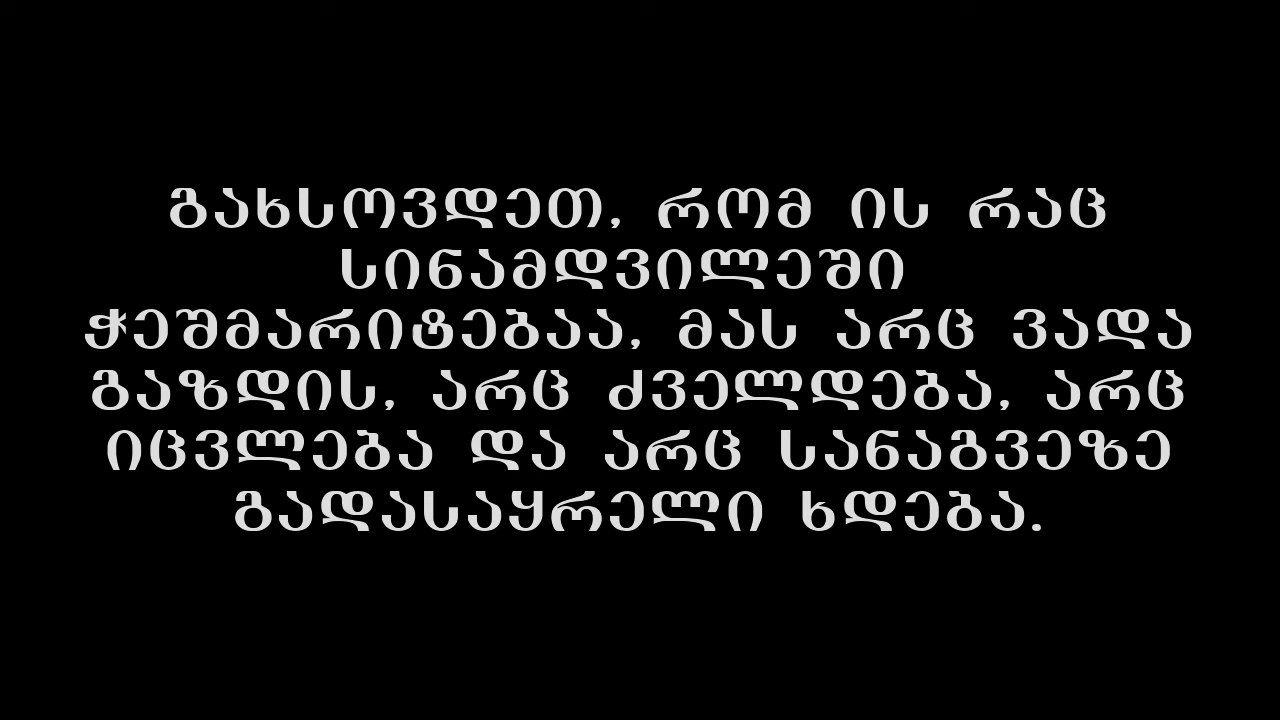 გახსოვდეთ, რომ ის რაც
სინამდვილეში
ჭეშმარიტებაა, მას არც ვადა
გაზდის, არც ძველდება, არც
იცვლება და არც სანაგვეზე
გადასაყრელი ხდება.